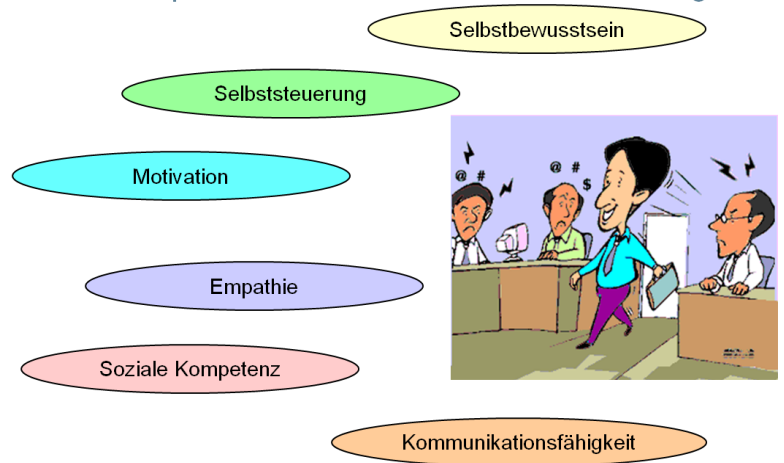 Selbstbewusstsein
Selbststeuerung
Motivation
@ #
@ #
$
Empathie
Soziale Kompetenz
Kommunikationsfähigkeit